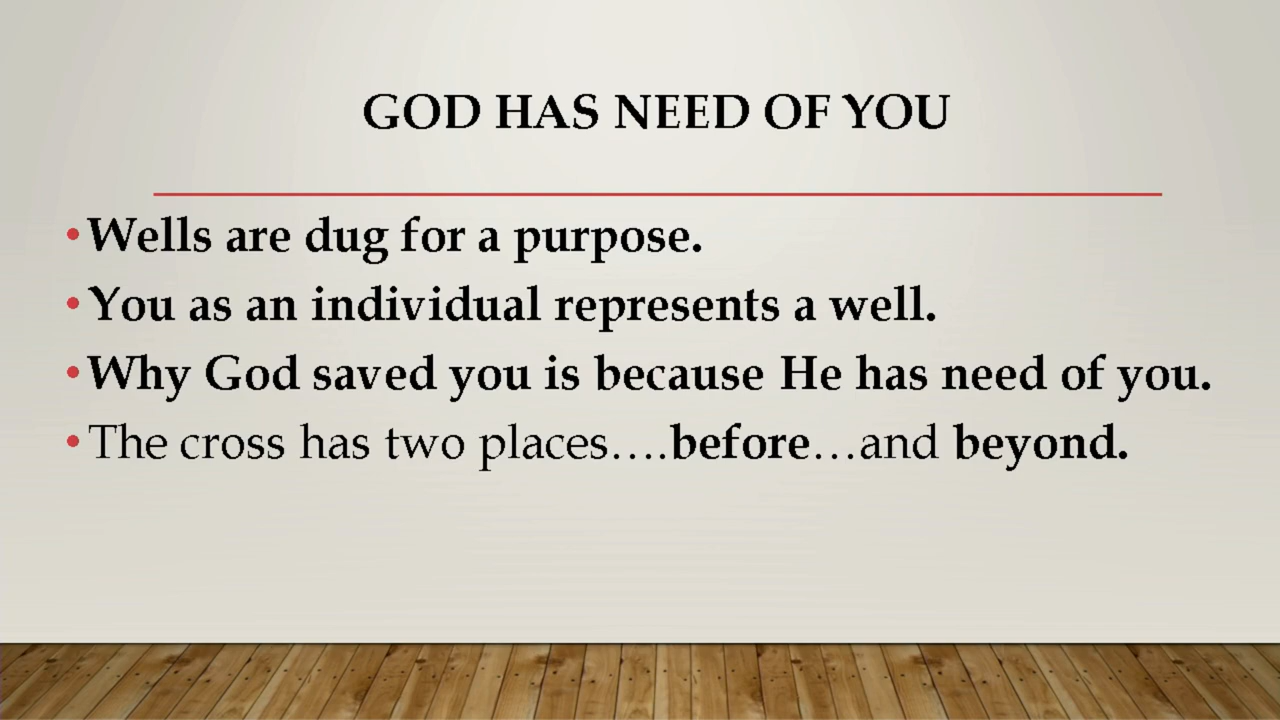 GOD HAS NEED OF YOU
•Wells are dug for a purpose.
•You as an individual represents a well.
•Why God saved you is because He has need of you.
•The cross has two places….before…and beyond.